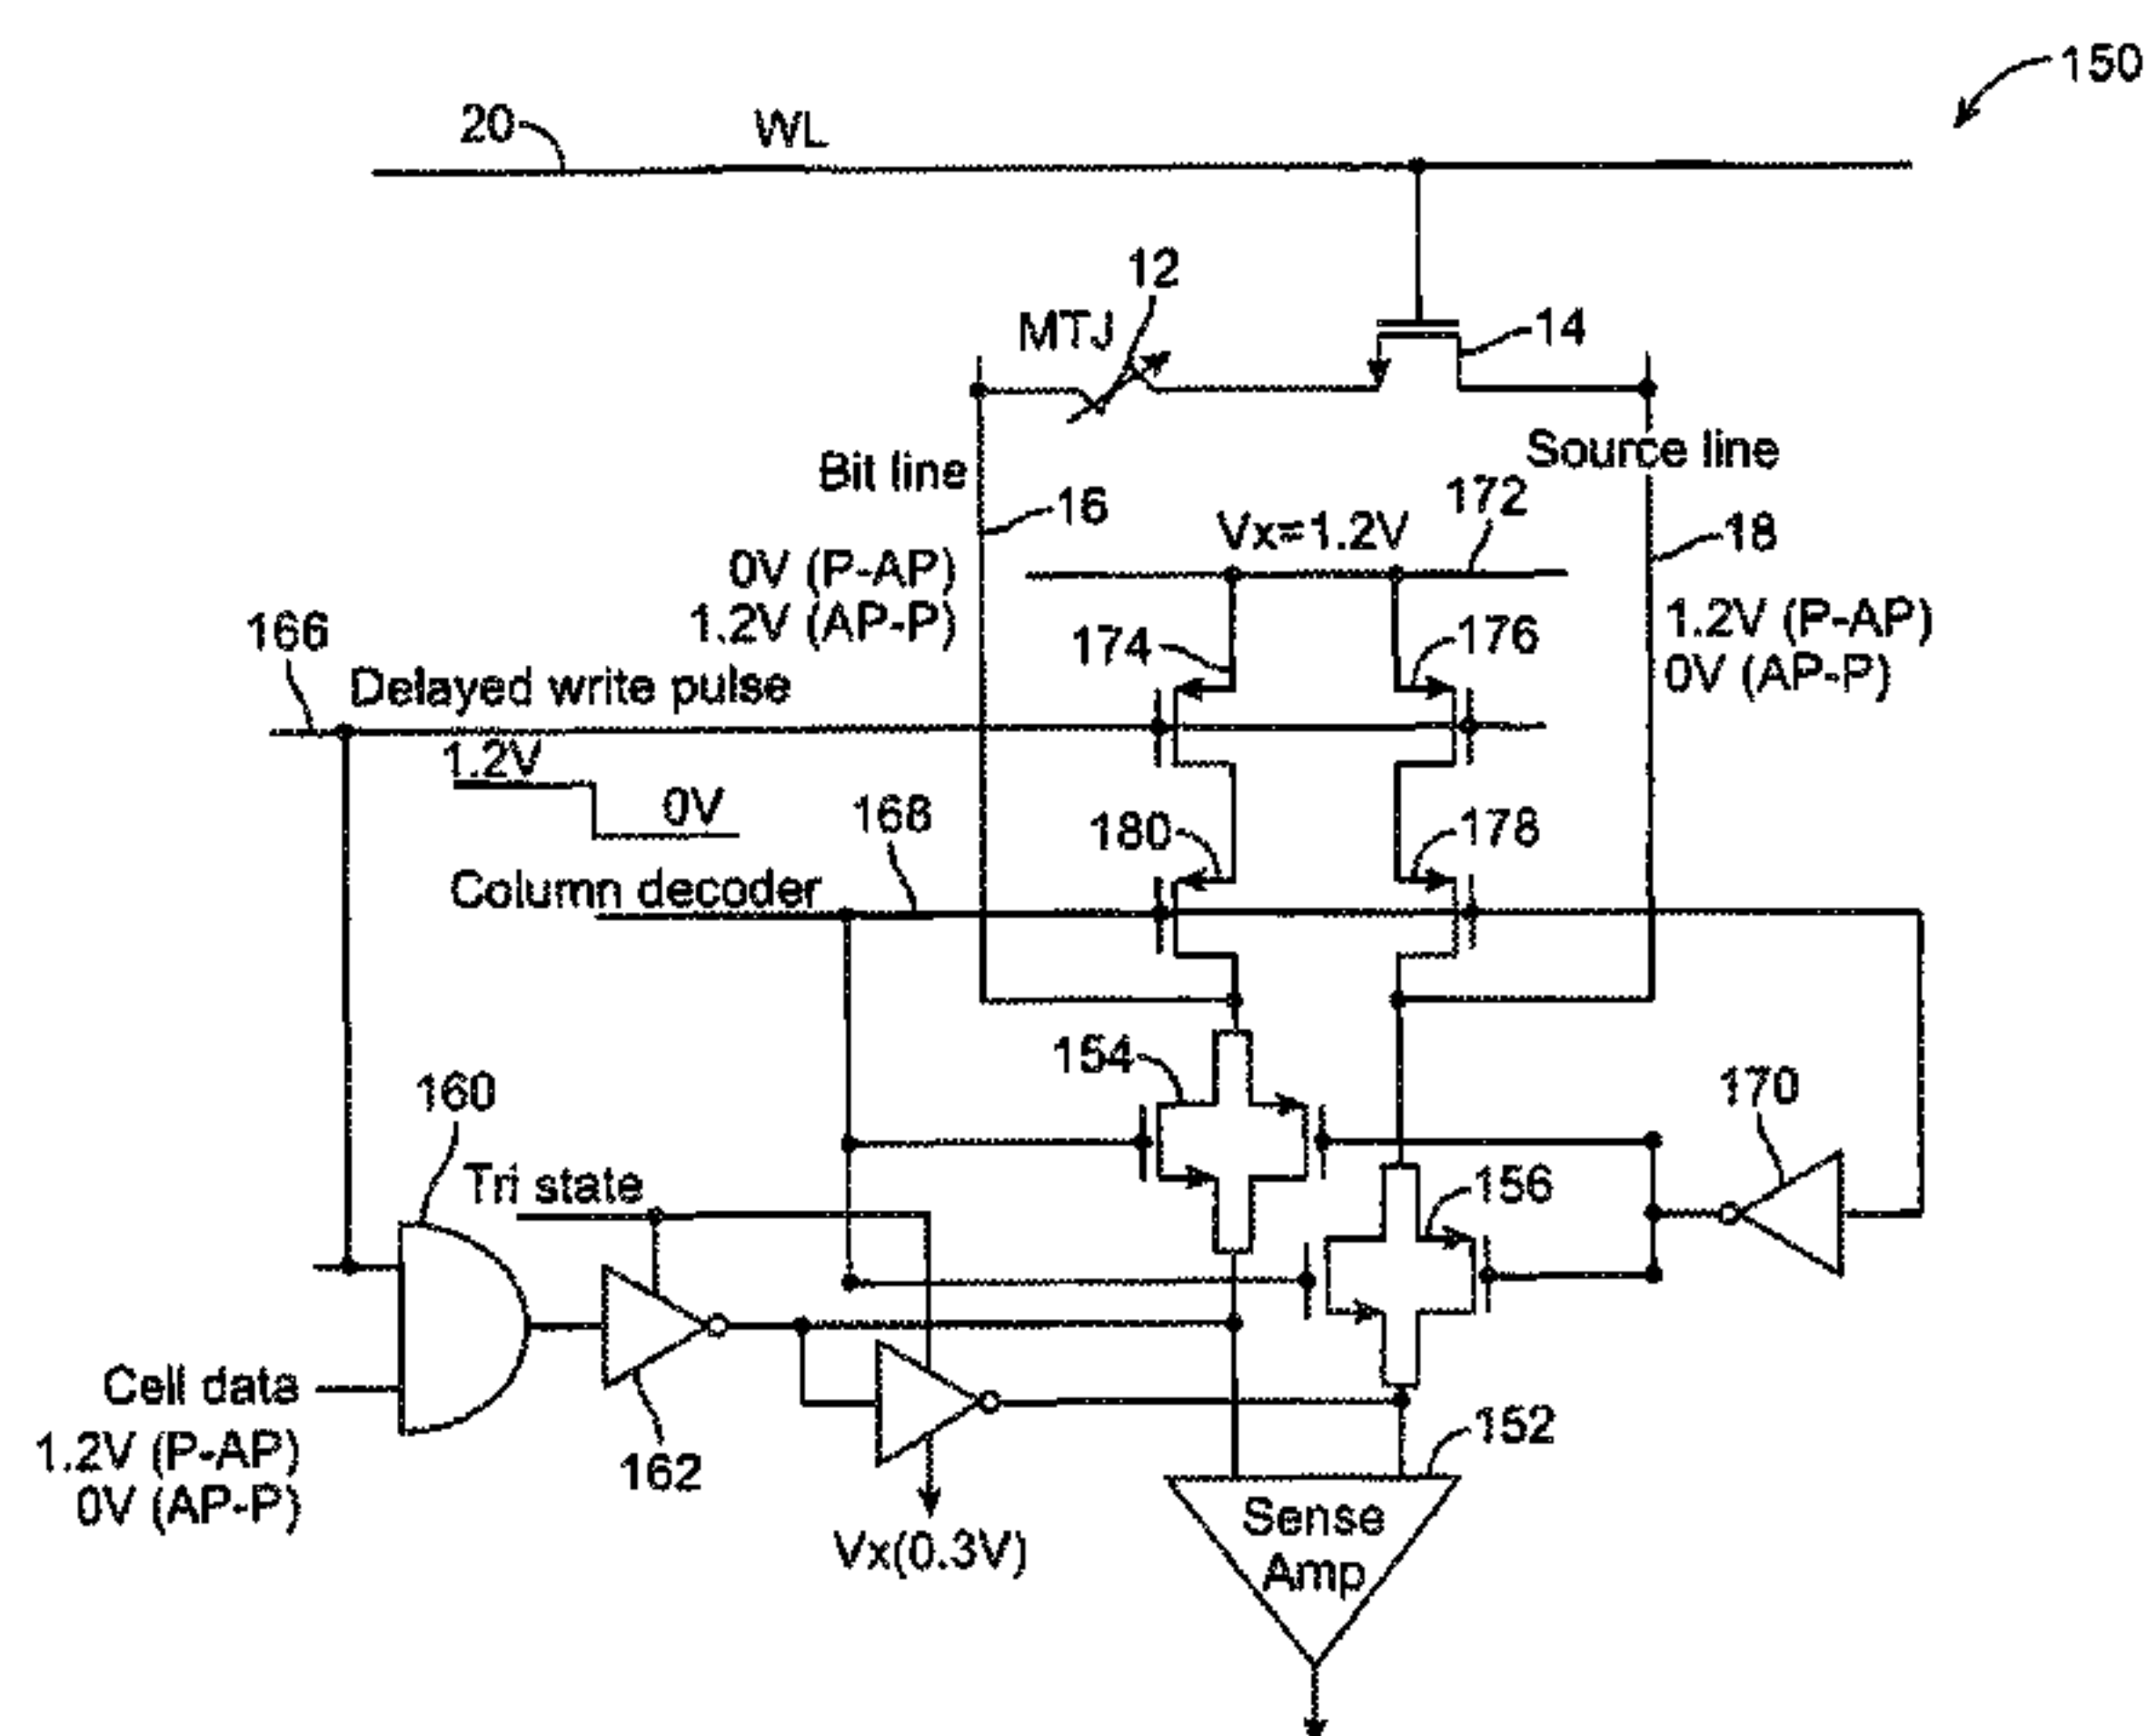 150
20
WL
12
MTJ
14
Bit line
Source line
16
172
Vx=1.2V
18
0V (P-AP)
1.2V (AP-P)
1.2V (P-AP)
0V (AP-P)
166
174
176
Delayed write pulse
1.2V
0V
168
180
178
Column decoder
154
160
170
Tri state
156
Cell data
1.2V (P-AP)
0V (AP-P)
162
152
Vx(0.3V)
Sense
Amp